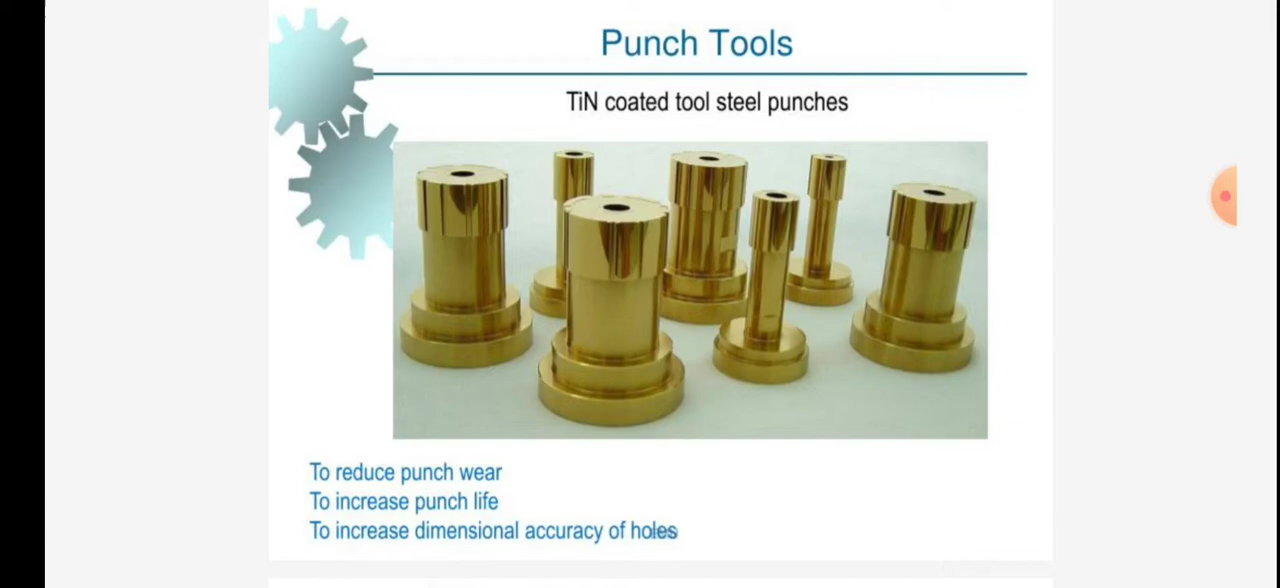 Punch Tools
TiN coated tool steel punches
To reduce punch wear
To increase punch life
To increase dimensional accuracy of holes